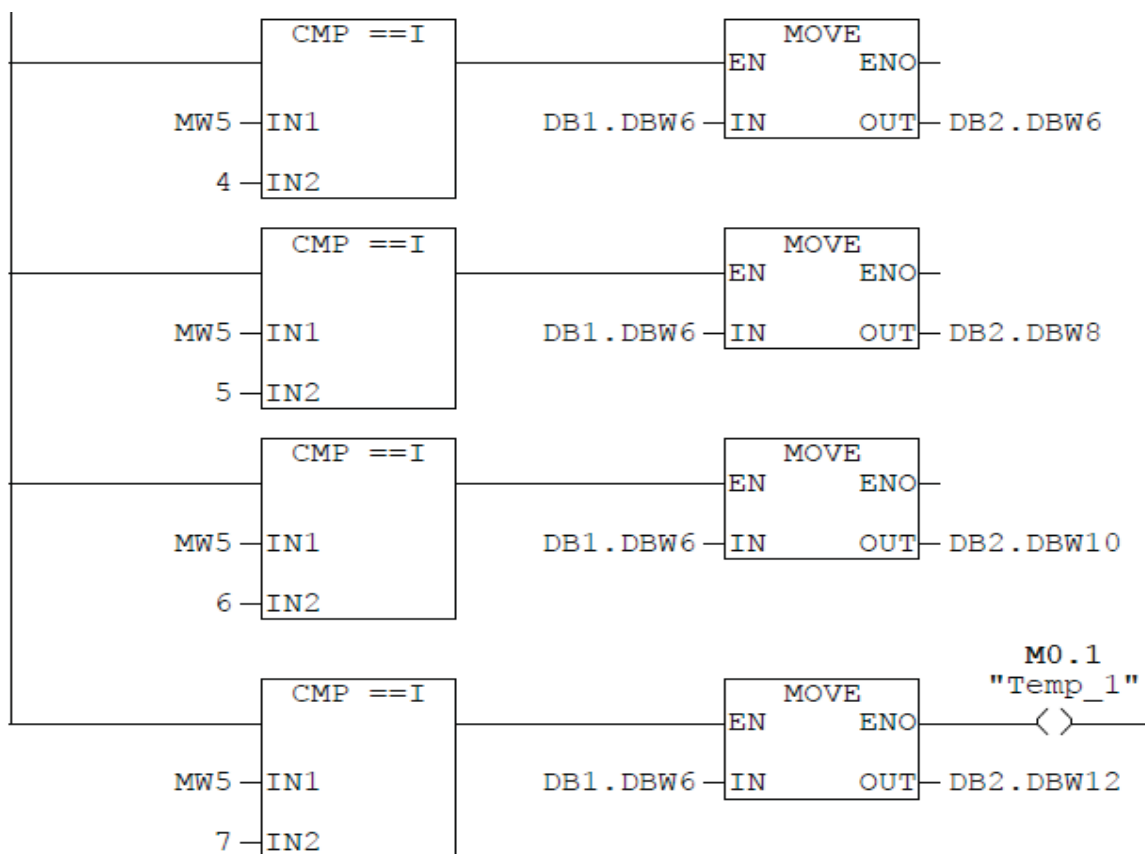 CMP ==I MOVE
EN ENO
MW5 IN1 DB1.DBW6 IN OUT DB2.DBW6
4 IN2
CMP ==I MOVE
EN ENO
MW5 IN1 DB1.DBW6 IN OUT DB2.DBW8
5 IN2
CMP ==I MOVE
EN ENO
MW5 IN1 DB1.DBW6 IN OUT DB2.DBW10
6 IN2
M0.1
"Temp_1"
CMP ==I MOVE
EN ENO
MW5 IN1 DB1.DBW6 IN OUT DB2.DBW12
7 IN2